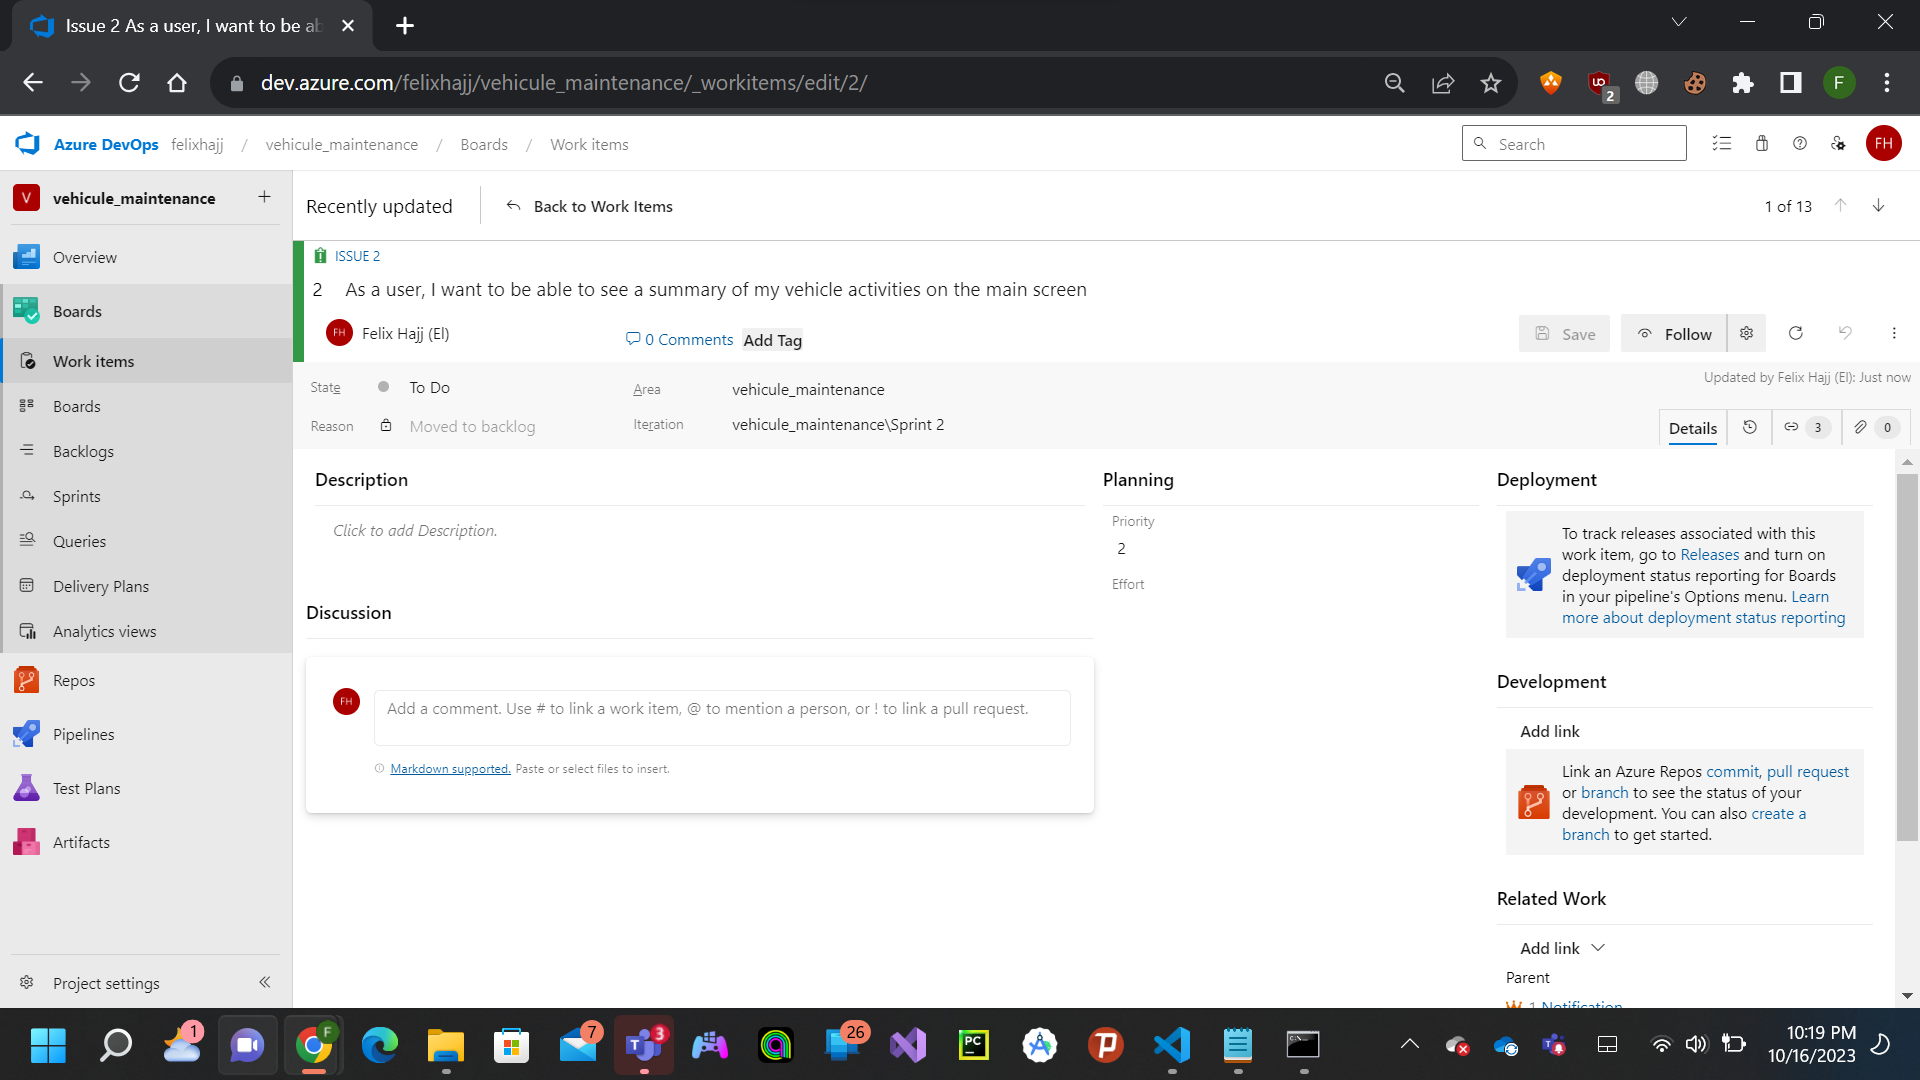 Issue 2 As a user, I want to be ab
dev.azure.com/felixhajj/vehicule_maintenance/_workitems/edit/2/
2
F
Azure DevOps felixhajj / vehicule_maintenance / Boards / Work items
Search
FH
V vehicule_maintenance
Recently updated
Back to Work Items
1 of 13
Overview
Boards
Work items
Boards
Backlogs
Sprints
Queries
Delivery Plans
Analytics views
Repos
Pipelines
Test Plans
Artifacts
Project settings
ISSUE 2
2 As a user, I want to be able to see a summary of my vehicle activities on the main screen
FH Felix Hajj (El)
0 Comments Add Tag
Save
Follow
State To Do
Area vehicule_maintenance
Updated by Felix Hajj (El): Just now
Reason Moved to backlog
Iteration vehicule_maintenance\Sprint 2
Details
3
0
Description
Click to add Description.
Discussion
FH
Add a comment. Use # to link a work item, @ to mention a person, or ! to link a pull request.
Markdown supported. Paste or select files to insert.
Planning
Priority
2
Effort
Deployment
To track releases associated with this
work item, go to Releases and turn on
deployment status reporting for Boards
in your pipeline's Options menu. Learn
more about deployment status reporting
Development
Add link
Link an Azure Repos commit, pull request
or branch to see the status of your
development. You can also create a
branch to get started.
Related Work
Add link
Parent
1 Notification
1
F
7
3
26
PC
10:19 PM
10/16/2023